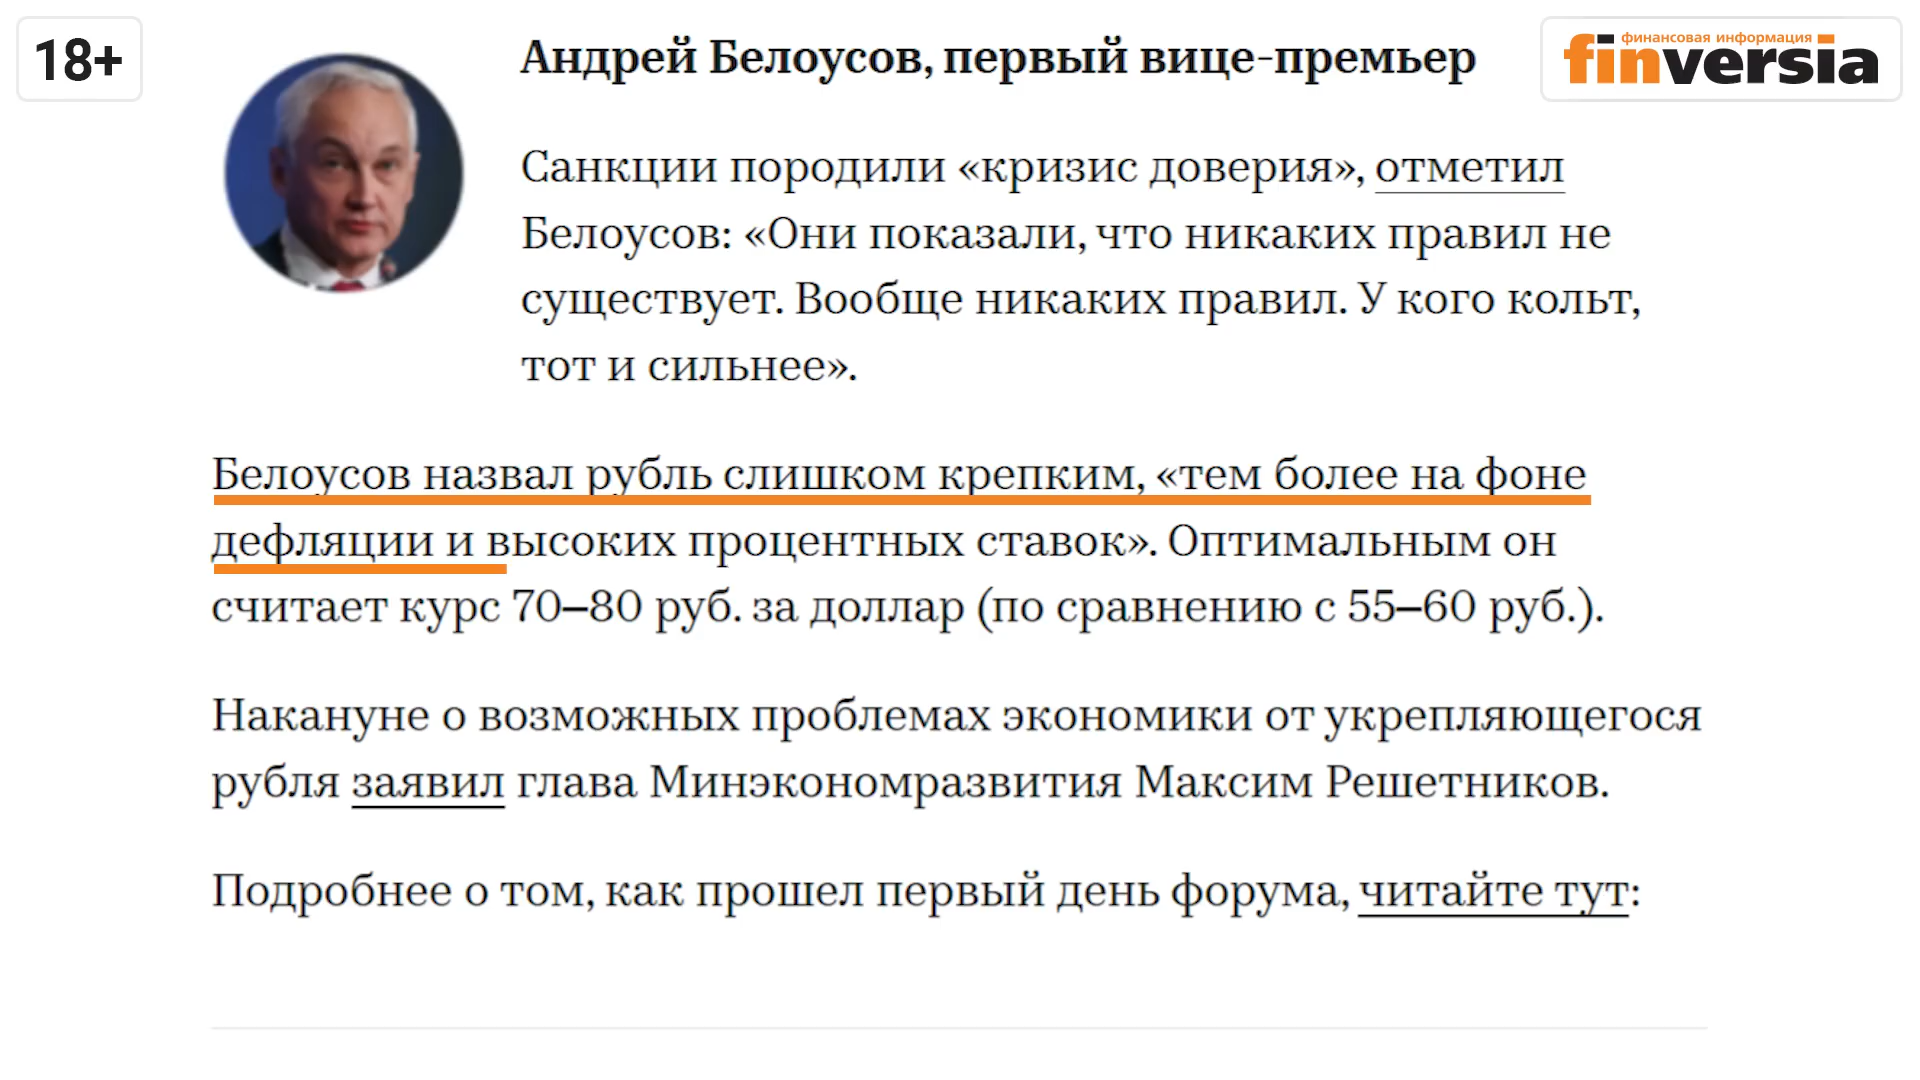 18+
финансовая информация
finversia
Андрей Белоусов, первый вице-премьер
Санкции породили «кризис доверия», отметил
Белоусов: «Они показали, что никаких правил не
существует. Вообще никаких правил. У кого кольт,
тот и сильнее».
Белоусов назвал рубль слишком крепким, «тем более на фоне
дефляции и высоких процентных ставок». Оптимальным он
считает курс 70–80 руб. за доллар (по сравнению с 55–60 руб.).
Накануне о возможных проблемах экономики от укрепляющегося
рубля заявил глава Минэкономразвития Максим Решетников.
Подробнее о том, как прошел первый день форума, читайте тут: